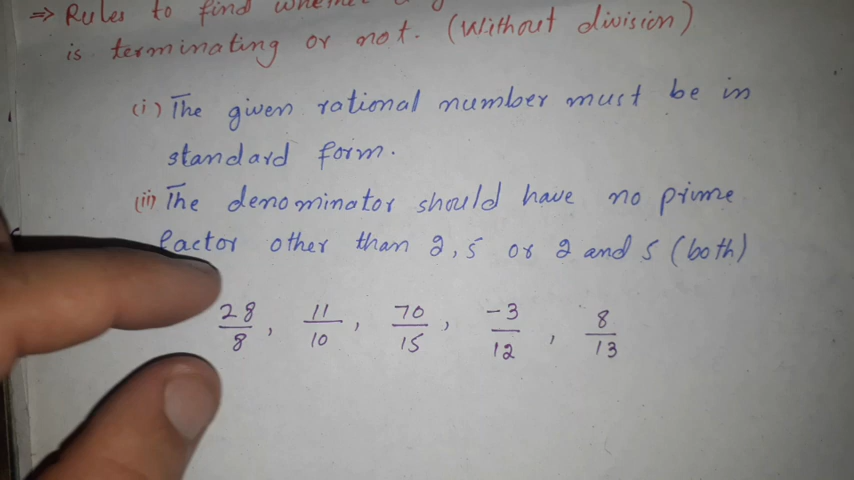 ⇒ Rules to find
is terminating or not. (Without division)
(i) The given rational number must be in
standard form.
(ii) The denominator should have no prime
factor other than 2, 5 or 2 and 5 (both)
28/8, 11/10, 70/15, -3/12, 8/13